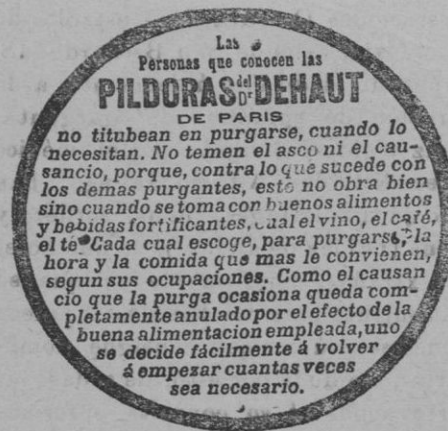 Las
Personas que conocen las
PILDORAS del Dr DEHAUT
DE PARIS
no titubean en purgarse, cuando lo
necesitan. No temen el asco ni el cau-
sancio, porque, contra lo que sucede con
los demas purgantes, este no obra bien
sino cuando se toma con buenos alimentos
y bebidas fortificantes, cual el vino, el café,
el té Cada cual escoge, para purgarse, la
hora y la comida que mas le convienen,
segun sus ocupaciones. Como el causan
cio que la purga ocasiona queda com-
pletamente anulado por el efecto de la
buena alimentacion empleada, uno
se decide fácilmente á volver
á empezar cuantas veces
sea necesario.